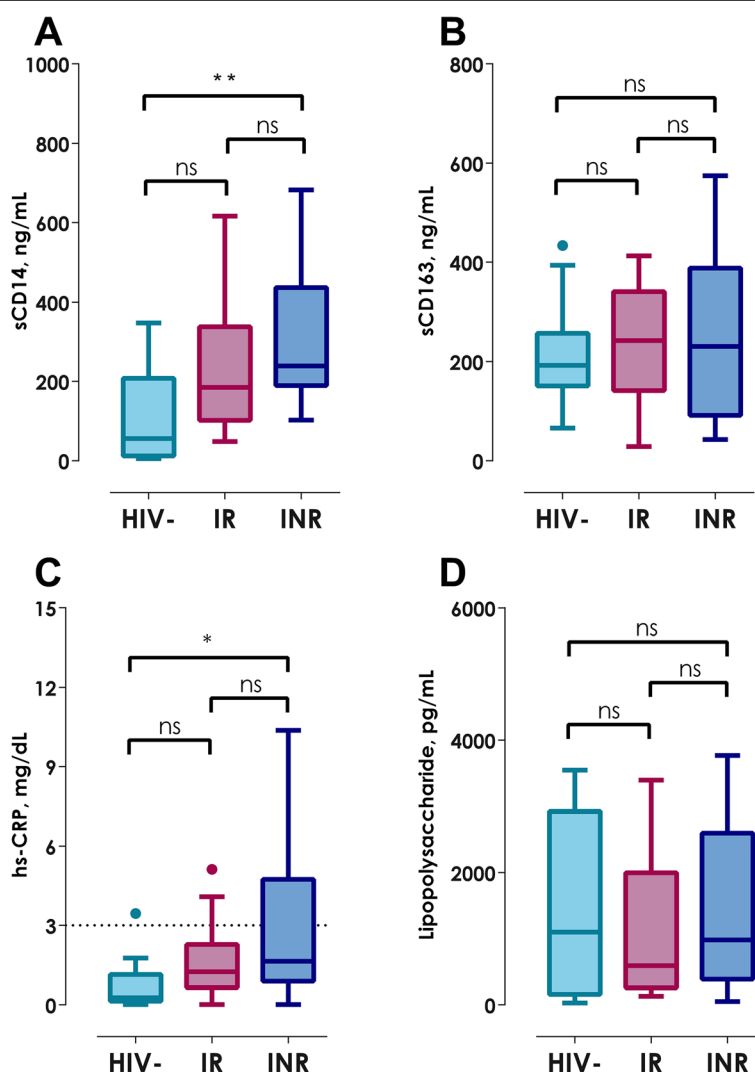 A
sCD14, ng/mL
1000
800
600
400
200
0
**
ns
ns
HIV-
IR
INR
B
sCD163, ng/mL
800
600
400
200
0
ns
ns
ns
HIV-
IR
INR
C
hs-CRP, mg/dL
15
12
9
6
3
0
*
ns
ns
HIV-
IR
INR
D
Lipopolysaccharide, pg/mL
6000
4000
2000
0
ns
ns
ns
HIV-
IR
INR